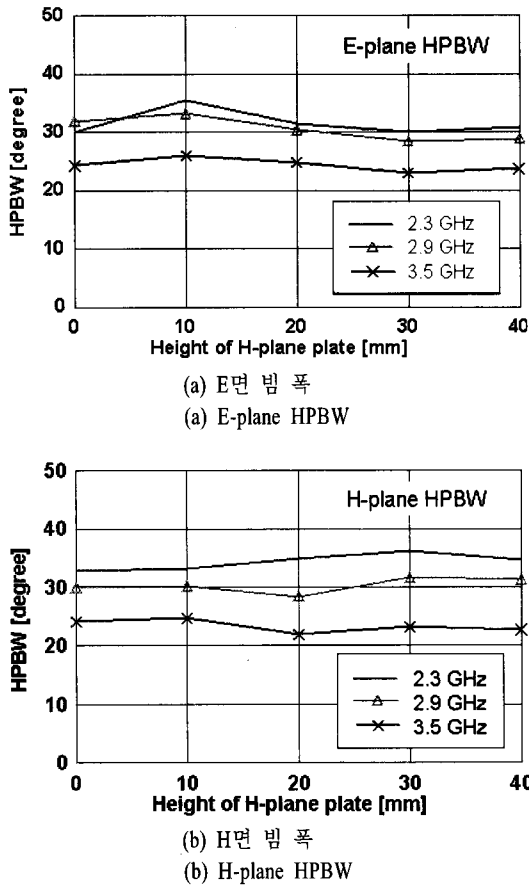 50
E-plane HPBW
40
30
20
10
0
HPBW [degree]
2.3 GHz
2.9 GHz
3.5 GHz
0 10 20 30 40
Height of H-plane plate [mm]
(a) E면 빔 폭
(a) E-plane HPBW
50
H-plane HPBW
40
30
20
10
0
HPBW [degree]
2.3 GHz
2.9 GHz
3.5 GHz
0 10 20 30 40
Height of H-plane plate [mm]
(b) H면 빔 폭
(b) H-plane HPBW